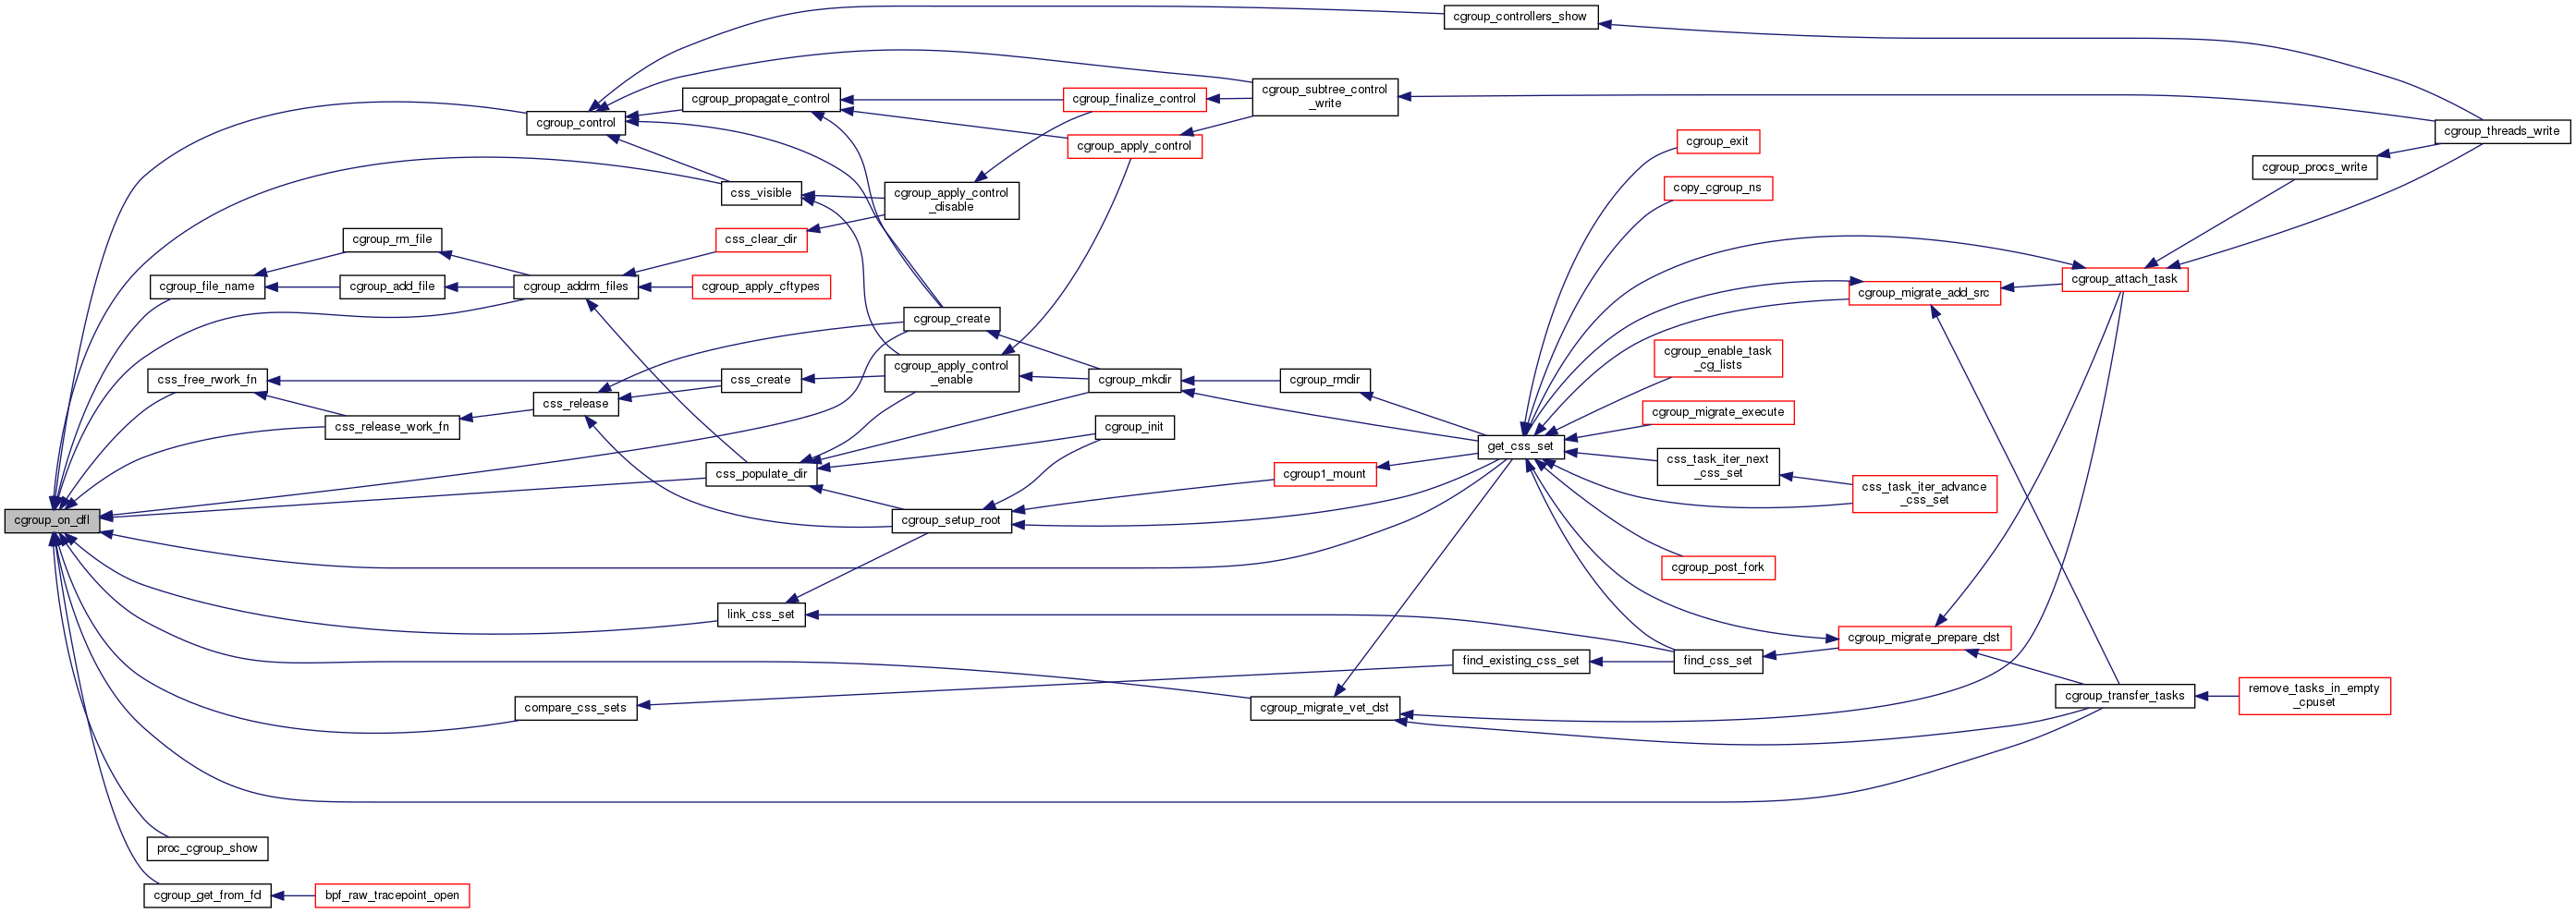 cgroup_controllers_show
cgroup_subtree_control
_write
cgroup_propagate_control
cgroup_finalize_control
cgroup_control
cgroup_threads_write
cgroup_exit
cgroup_apply_control
cgroup_procs_write
copy_cgroup_ns
css_visible
cgroup_apply_control
_disable
cgroup_rm_file
css_clear_dir
cgroup_attach_task
cgroup_file_name
cgroup_add_file
cgroup_addrm_files
cgroup_apply_cftypes
cgroup_migrate_add_src
cgroup_create
cgroup_enable_task
_cg_lists
css_free_rwork_fn
css_create
cgroup_apply_control
_enable
cgroup_mkdir
cgroup_rmdir
css_release
cgroup_migrate_execute
css_release_work_fn
cgroup_init
get_css_set
css_task_iter_next
_css_set
css_populate_dir
cgroup1_mount
css_task_iter_advance
_css_set
cgroup_on_dfl
cgroup_setup_root
cgroup_post_fork
link_css_set
cgroup_migrate_prepare_dst
find_existing_css_set
find_css_set
compare_css_sets
cgroup_migrate_vet_dst
cgroup_transfer_tasks
remove_tasks_in_empty
_cpuset
proc_cgroup_show
cgroup_get_from_fd
bpf_raw_tracepoint_open